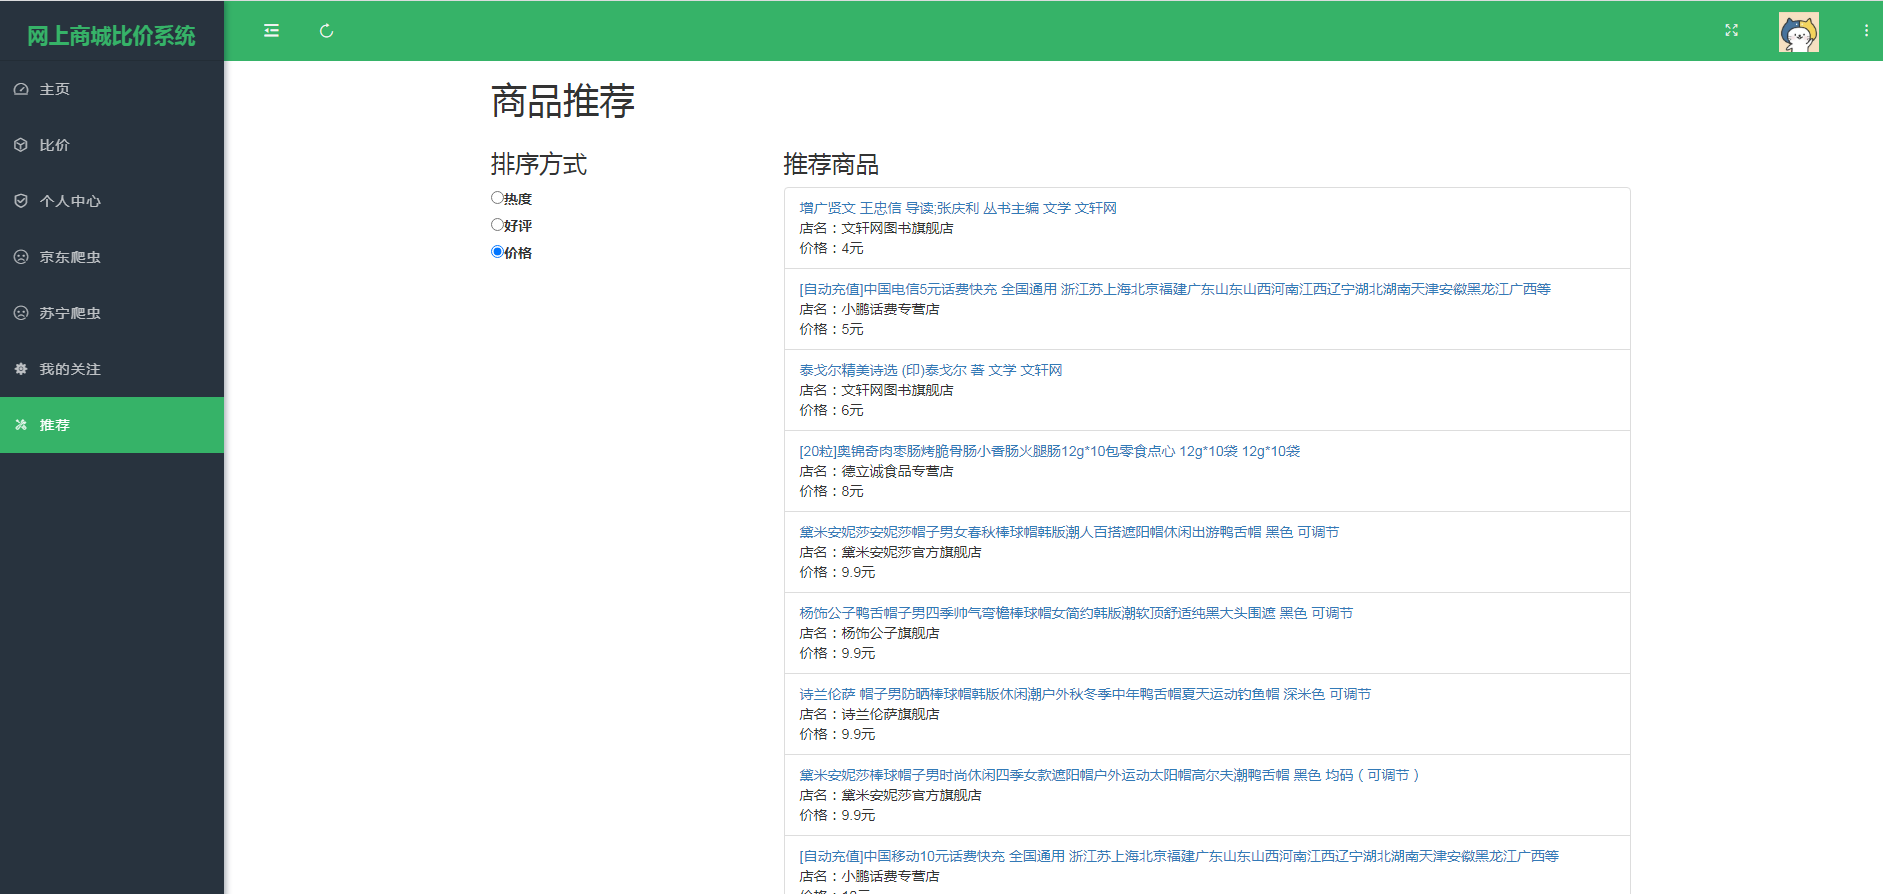 网上商城比价系统
主页
比价
个人中心
京东爬虫
苏宁爬虫
我的关注
推荐
商品推荐
排序方式
热度
好评
价格
推荐商品
增广贤文 王忠信 导读;张庆利 丛书主编 文学 文轩网
店名：文轩网图书旗舰店
价格：4元
[自动充值]中国电信5元话费快充 全国通用 浙江苏上海北京福建广东山东山西河南江西辽宁湖北湖南天津安徽黑龙江广西等
店名：小鹏话费专营店
价格：5元
泰戈尔精美诗选 (印)泰戈尔 著 文学 文轩网
店名：文轩网图书旗舰店
价格：6元
[20粒]奥锦奇肉枣肠烤脆骨肠小香肠火腿肠12g*10包零食点心 12g*10袋 12g*10袋
店名：德立诚食品专营店
价格：8元
黛米安妮莎安妮莎帽子男女春秋棒球帽韩版潮人百搭遮阳帽休闲出游鸭舌帽 黑色 可调节
店名：黛米安妮莎官方旗舰店
价格：9.9元
杨饰公子鸭舌帽子男四季帅气弯檐棒球帽女简约韩版潮软顶舒适纯黑大头围遮 黑色 可调节
店名：杨饰公子旗舰店
价格：9.9元
诗兰伦萨 帽子男防晒棒球帽韩版休闲潮户外秋冬季中年鸭舌帽夏天运动钓鱼帽 深米色 可调节
店名：诗兰伦萨旗舰店
价格：9.9元
黛米安妮莎棒球帽子男时尚休闲四季女款遮阳帽户外运动太阳帽高尔夫潮鸭舌帽 黑色 均码（可调节）
店名：黛米安妮莎官方旗舰店
价格：9.9元
[自动充值]中国移动10元话费快充 全国通用 浙江苏上海北京福建广东山东山西河南江西辽宁湖北湖南天津安徽黑龙江广西等
店名：小鹏话费专营店